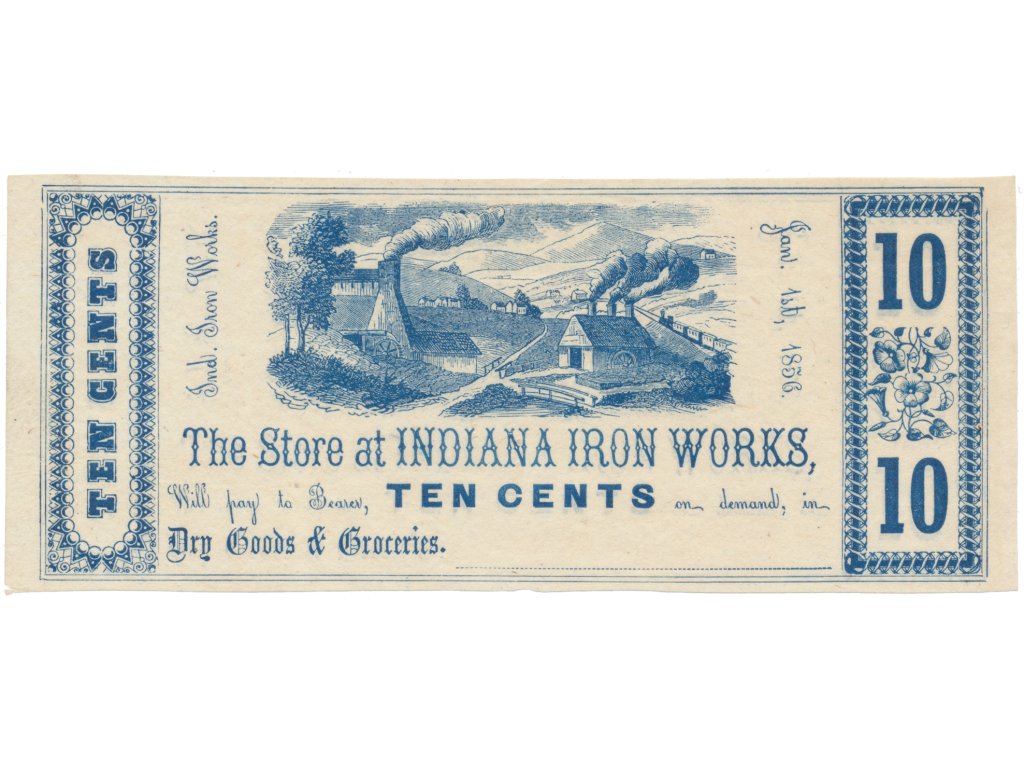 TEN CENTS
Ind. Iron Works.
Jan. 1st, 1856.
10
The Store at INDIANA IRON WORKS,
Will pay to Bearer, TEN CENTS on demand, in
Dry Goods & Groceries.
10